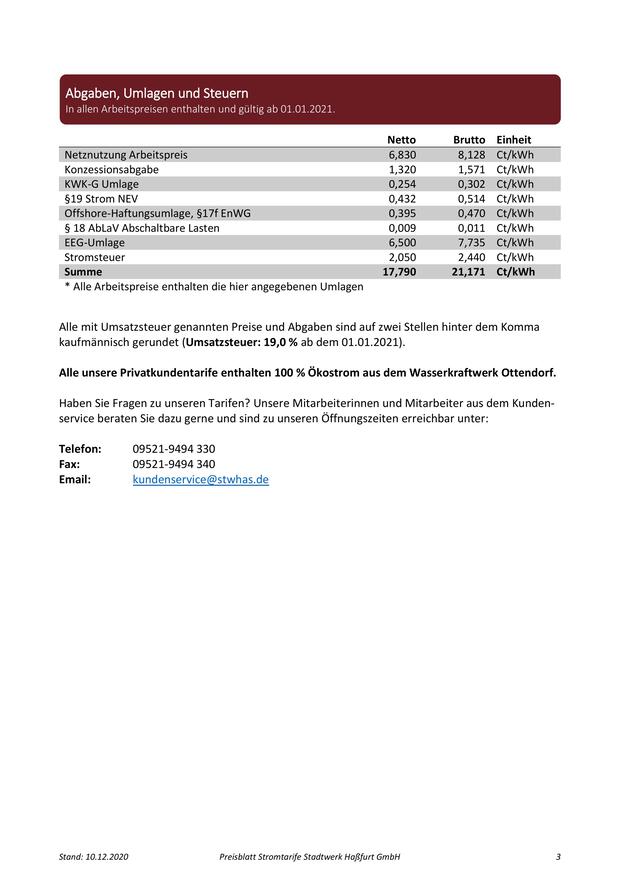 Abgaben, Umlagen und Steuern
In allen Arbeitspreisen enthalten und gültig ab 01.01.2021.
Netto Brutto Einheit
Netznutzung Arbeitspreis 6,830 8,128 Ct/kWh
Konzessionsabgabe 1,320 1,571 Ct/kWh
KWK-G Umlage 0,254 0,302 Ct/kWh
§19 Strom NEV 0,432 0,514 Ct/kWh
Offshore-Haftungsumlage, §17f EnWG 0,395 0,470 Ct/kWh
§ 18 AbLaV Abschaltbare Lasten 0,009 0,011 Ct/kWh
EEG-Umlage 6,500 7,735 Ct/kWh
Stromsteuer 2,050 2,440 Ct/kWh
Summe 17,790 21,171 Ct/kWh
* Alle Arbeitspreise enthalten die hier angegebenen Umlagen
Alle mit Umsatzsteuer genannten Preise und Abgaben sind auf zwei Stellen hinter dem Komma
kaufmännisch gerundet (Umsatzsteuer: 19,0 % ab dem 01.01.2021).
Alle unsere Privatkundentarife enthalten 100 % Ökostrom aus dem Wasserkraftwerk Ottendorf.
Haben Sie Fragen zu unseren Tarifen? Unsere Mitarbeiterinnen und Mitarbeiter aus dem Kunden-
service beraten Sie dazu gerne und sind zu unseren Öffnungszeiten erreichbar unter:
Telefon: 09521-9494 330
Fax: 09521-9494 340
Email: kundenservice@stwhas.de
Stand: 10.12.2020 Preisblatt Stromtarife Stadtwerk Haßfurt GmbH 3